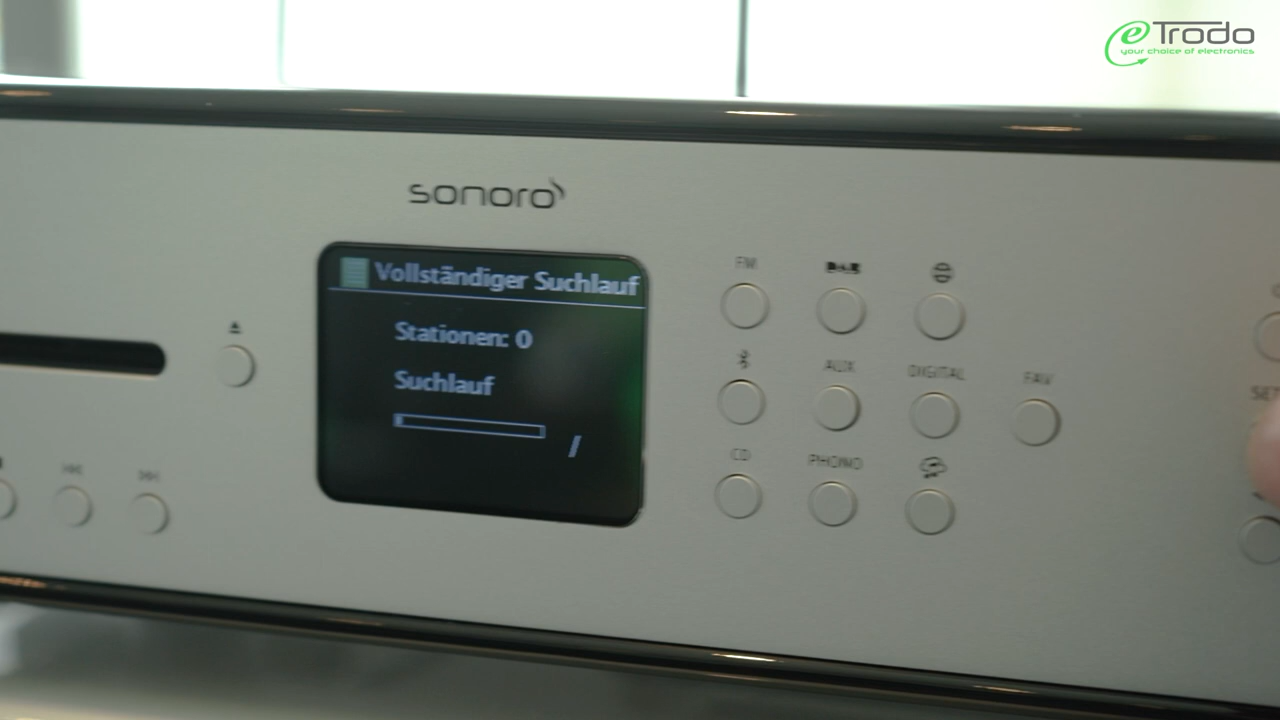 eTrodo
your choice of electronics
sonoro
Vollständiger Suchlauf
Stationen: 0
Suchlauf
/
FM
DAB
AUX
DIGITAL
FAV
CD
PHONO